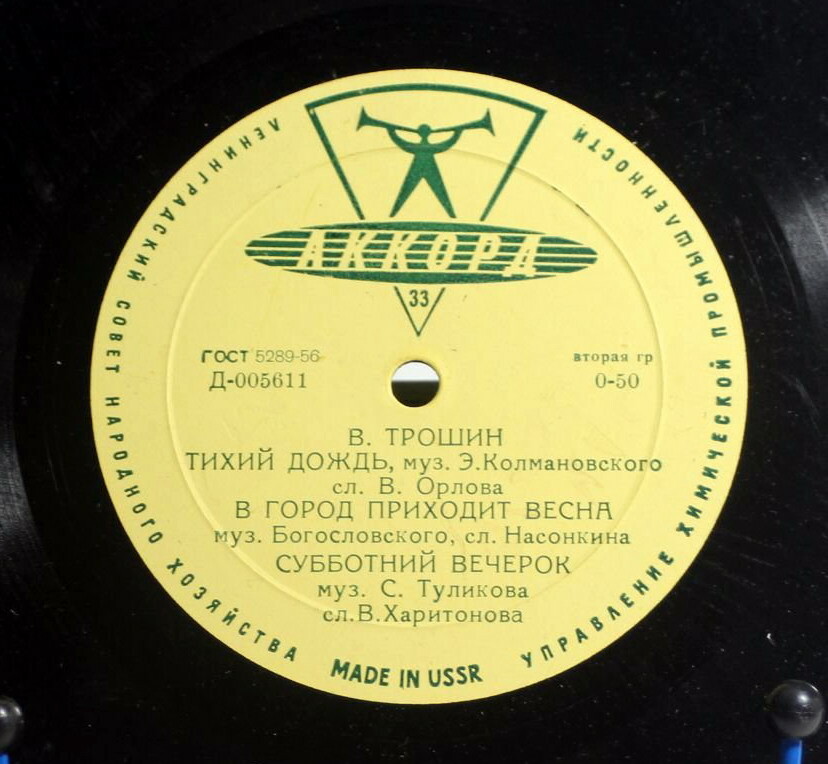 ЛЕНИНГРАДСКИЙ СОВЕТ НАРОДНОГО ХОЗЯЙСТВА
УПРАВЛЕНИЕ ХИМИЧЕСКОЙ ПРОМЫШЛЕННОСТИ
АККОРД
33
ГОСТ 5289-56
вторая гр
Д-005611
0-50
В. ТРОШИН
ТИХИЙ ДОЖДЬ, муз. Э.Колмановского
сл. В. Орлова
В ГОРОД ПРИХОДИТ ВЕСНА
муз. Богословского, сл. Насонкина
СУББОТНИЙ ВЕЧЕРОК
муз. С. Туликова
сл.В.Харитонова
MADE IN USSR